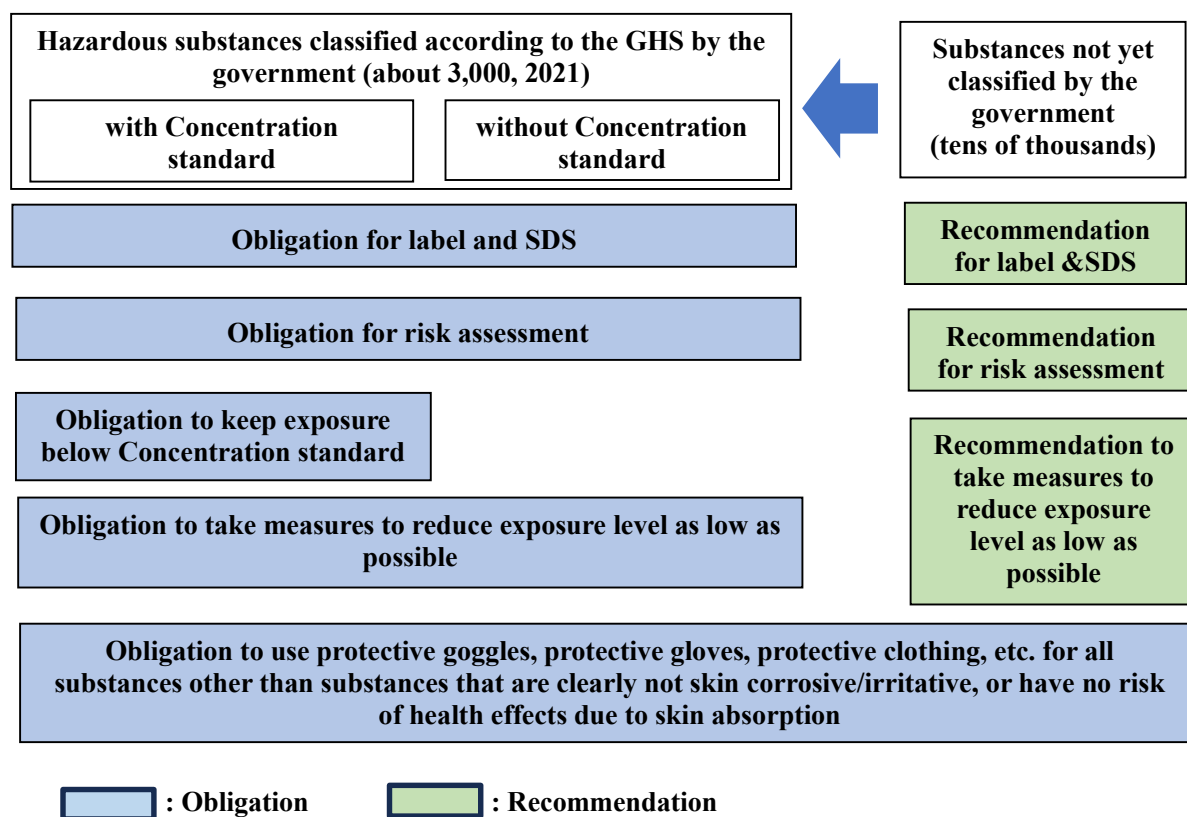 Hazardous substances classified according to the GHS by the
government (about 3,000, 2021)
with Concentration
standard
without Concentration
standard
Substances not yet
classified by the
government
(tens of thousands)
Obligation for label and SDS
Recommendation
for label &SDS
Obligation for risk assessment
Recommendation
for risk assessment
Obligation to keep exposure
below Concentration standard
Obligation to take measures to reduce exposure level as low as
possible
Recommendation to
take measures to
reduce exposure
level as low as
possible
Obligation to use protective goggles, protective gloves, protective clothing, etc. for all
substances other than substances that are clearly not skin corrosive/irritative, or have no risk
of health effects due to skin absorption
: Obligation
: Recommendation